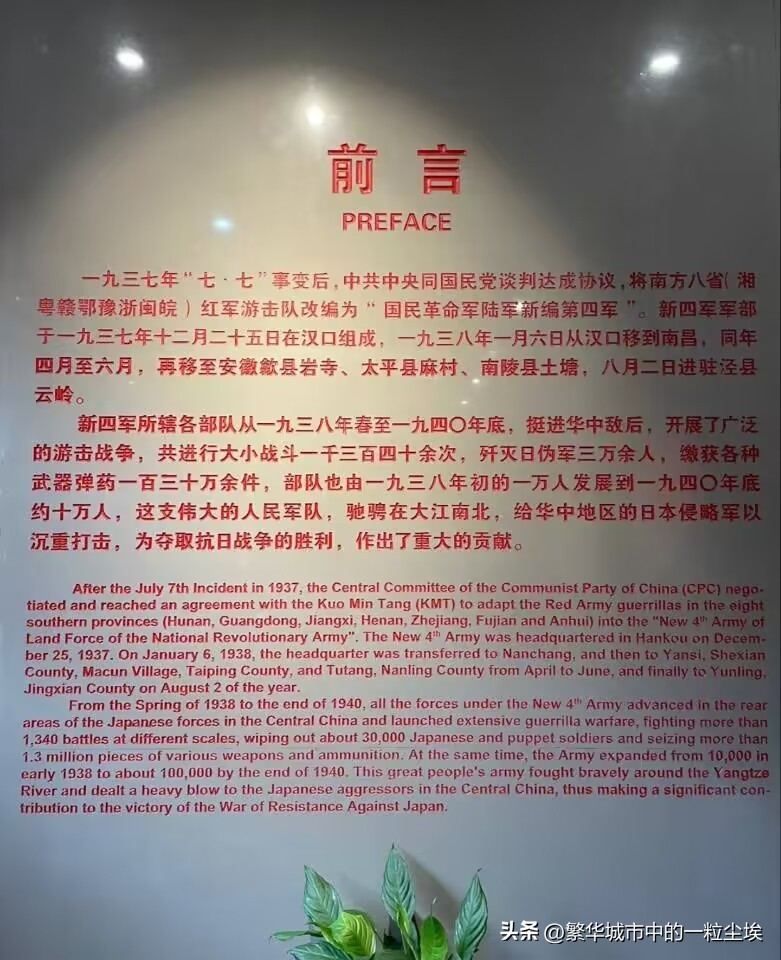 前言
PREFACE
一九三七年“七·七”事变后，中共中央同国民党谈判达成协议，将南方八省（湘
粤赣鄂豫浙闽皖）红军游击队改编为“国民革命军陆军新编第四军”。新四军军部
于一九三七年十二月二十五日在汉口组成，一九三八年一月六日从汉口移到南昌，同年
四月至六月，再移至安徽歙县岩寺、太平县麻村、南陵县土塘，八月二日进驻泾县
云岭。
新四军所辖各部队从一九三八年春至一九四〇年底，挺进华中敌后，开展了广泛
的游击战争，共进行大小战斗一千三百四十余次，歼灭日伪军三万余人，缴获各种
武器弹药一百三十万余件，部队也由一九三八年初的一万人发展到一九四〇年底
约十万人，这支伟大的人民军队，驰骋在大江南北，给华中地区的日本侵略军以
沉重打击，为夺取抗日战争的胜利，作出了重大的贡献。
After the July 7th Incident in 1937, the Central Committee of the Communist Party of China (CPC) nego-
tiated and reached an agreement with the Kuo Min Tang (KMT) to adapt the Red Army guerrillas in the eight
southern provinces (Hunan, Guangdong, Jiangxi, Henan, Zhejiang, Fujian and Anhui) into the "New 4th Army of
Land Force of the National Revolutionary Army". The New 4th Army was headquartered in Hankou on Decem-
ber 25, 1937. On January 6, 1938, the headquarter was transferred to Nanchang, and then to Yansi, Shexian
County, Macun Village, Taiping County, and Tutang, Nanling County from April to June, and finally to Yunling,
Jingxian County on August 2 of the year.
From the Spring of 1938 to the end of 1940, all the forces under the New 4th Army advanced in the rear
areas of the Japanese forces in the Central China and launched extensive guerrilla warfare, fighting more than
1,340 battles at different scales, wiping out about 30,000 Japanese and puppet soldiers and seizing more than
1.3 million pieces of various weapons and ammunition. At the same time, the Army expanded from 10,000 in
early 1938 to about 100,000 by the end of 1940. This great people's army fought bravely around the Yangtze
River and dealt a heavy blow to the Japanese aggressors in the Central China, thus making a significant con-
tribution to the victory of the War of Resistance Against Japan.
头条 @繁华城市中的一粒尘埃